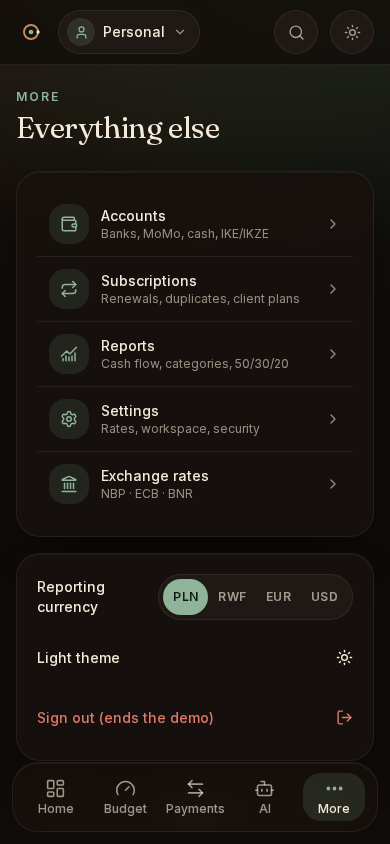 Personal
MORE
Everything else
Accounts
Banks, MoMo, cash, IKE/IKZE
Subscriptions
Renewals, duplicates, client plans
Reports
Cash flow, categories, 50/30/20
Settings
Rates, workspace, security
Exchange rates
NBP · ECB · BNR
Reporting
currency
PLN RWF EUR USD
Light theme
Sign out (ends the demo)
Home Budget Payments AI More